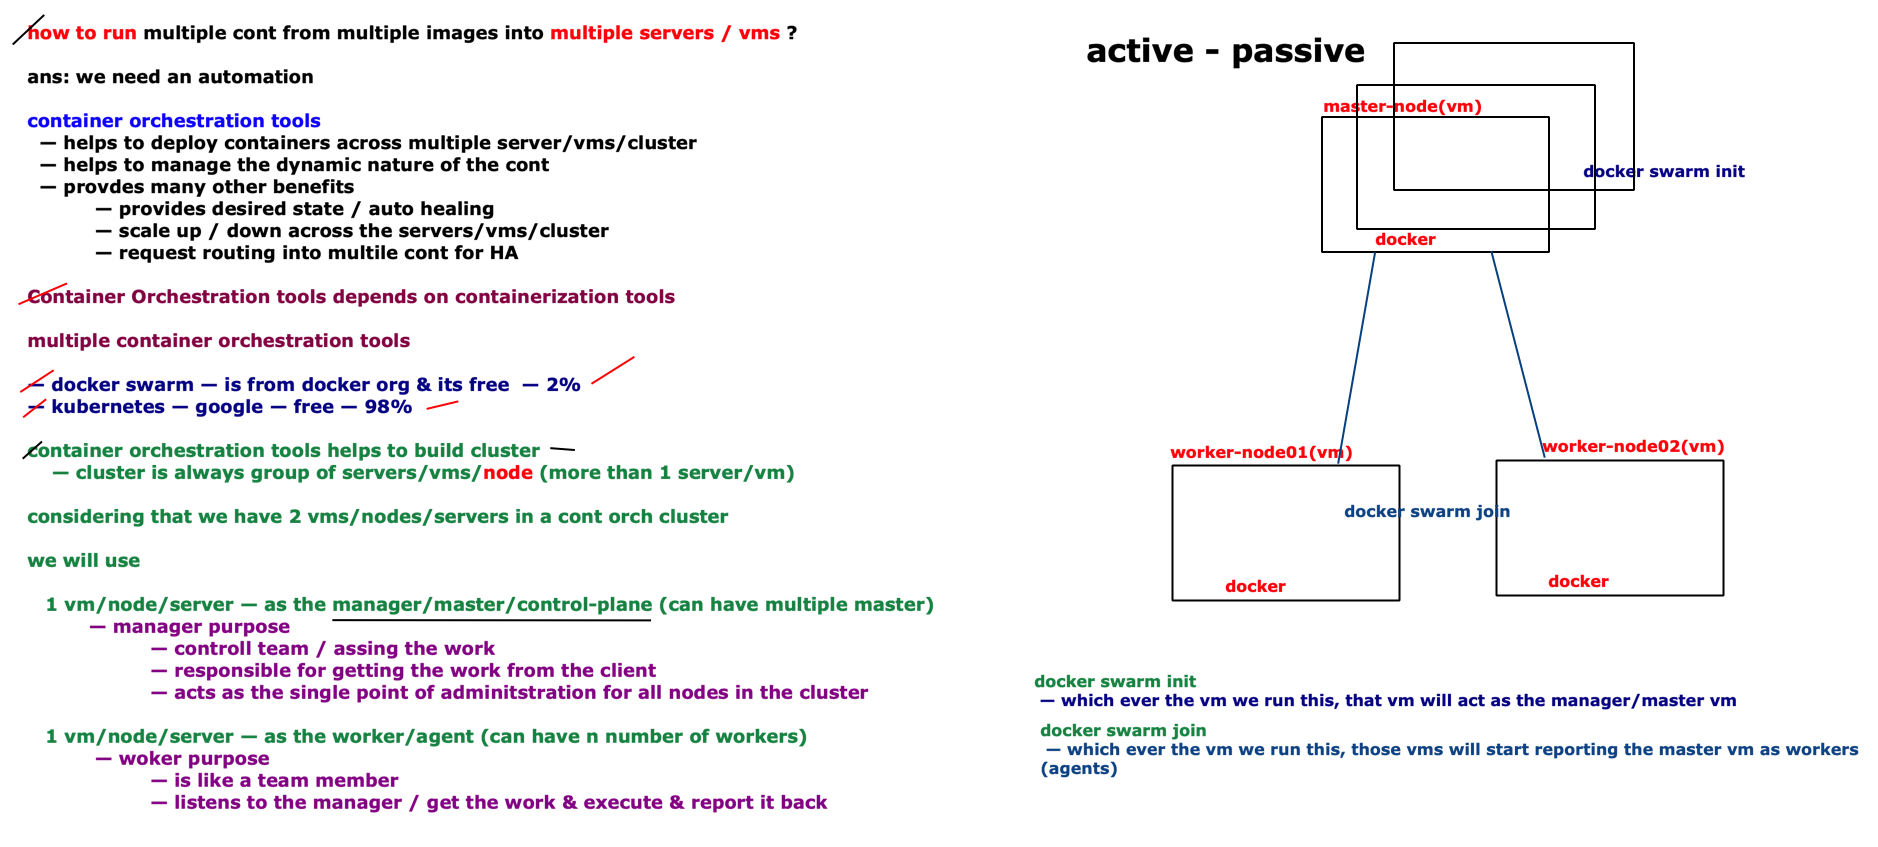 how to run multiple cont from multiple images into multiple servers / vms ?
ans: we need an automation
container orchestration tools
— helps to deploy containers across multiple server/vms/cluster
— helps to manage the dynamic nature of the cont
— provdes many other benefits
— provides desired state / auto healing
— scale up / down across the servers/vms/cluster
— request routing into multile cont for HA
Container Orchestration tools depends on containerization tools
multiple container orchestration tools
— docker swarm — is from docker org & its free — 2%
— kubernetes — google — free — 98%
container orchestration tools helps to build cluster
— cluster is always group of servers/vms/node (more than 1 server/vm)
considering that we have 2 vms/nodes/servers in a cont orch cluster
we will use
1 vm/node/server — as the manager/master/control-plane (can have multiple master)
— manager purpose
— controll team / assing the work
— responsible for getting the work from the client
— acts as the single point of adminitstration for all nodes in the cluster
1 vm/node/server — as the worker/agent (can have n number of workers)
— woker purpose
— is like a team member
— listens to the manager / get the work & execute & report it back
active - passive
master-node(vm)
docker swarm init
docker
worker-node01(vm)
worker-node02(vm)
docker swarm join
docker
docker
docker swarm init
— which ever the vm we run this, that vm will act as the manager/master vm
docker swarm join
— which ever the vm we run this, those vms will start reporting the master vm as workers
(agents)